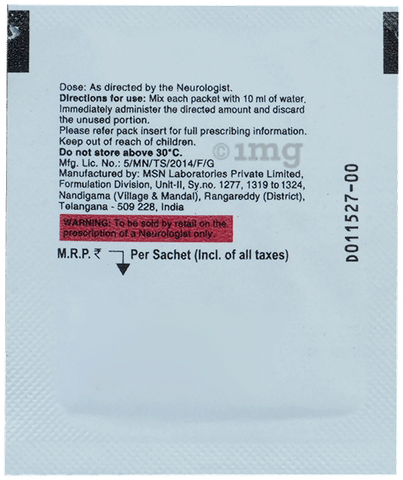 Dose: As directed by the Neurologist.
Directions for use: Mix each packet with 10 ml of water.
Immediately administer the directed amount and discard
the unused portion.
Please refer pack insert for full prescribing information.
Keep out of reach of children.
Do not store above 30°C.
Mfg. Lic. No.: 5/MN/TS/2014/F/G
Manufactured by: MSN Laboratories Private Limited,
Formulation Division, Unit-II, Sy.no. 1277, 1319 to 1324,
Nandigama (Village & Mandal), Rangareddy (District),
Telangana - 509 228, India
WARNING: To be sold by retail on the
prescription of a Neurologist only.
M.R.P. ₹ Per Sachet (Incl. of all taxes)
D011527-00
1mg